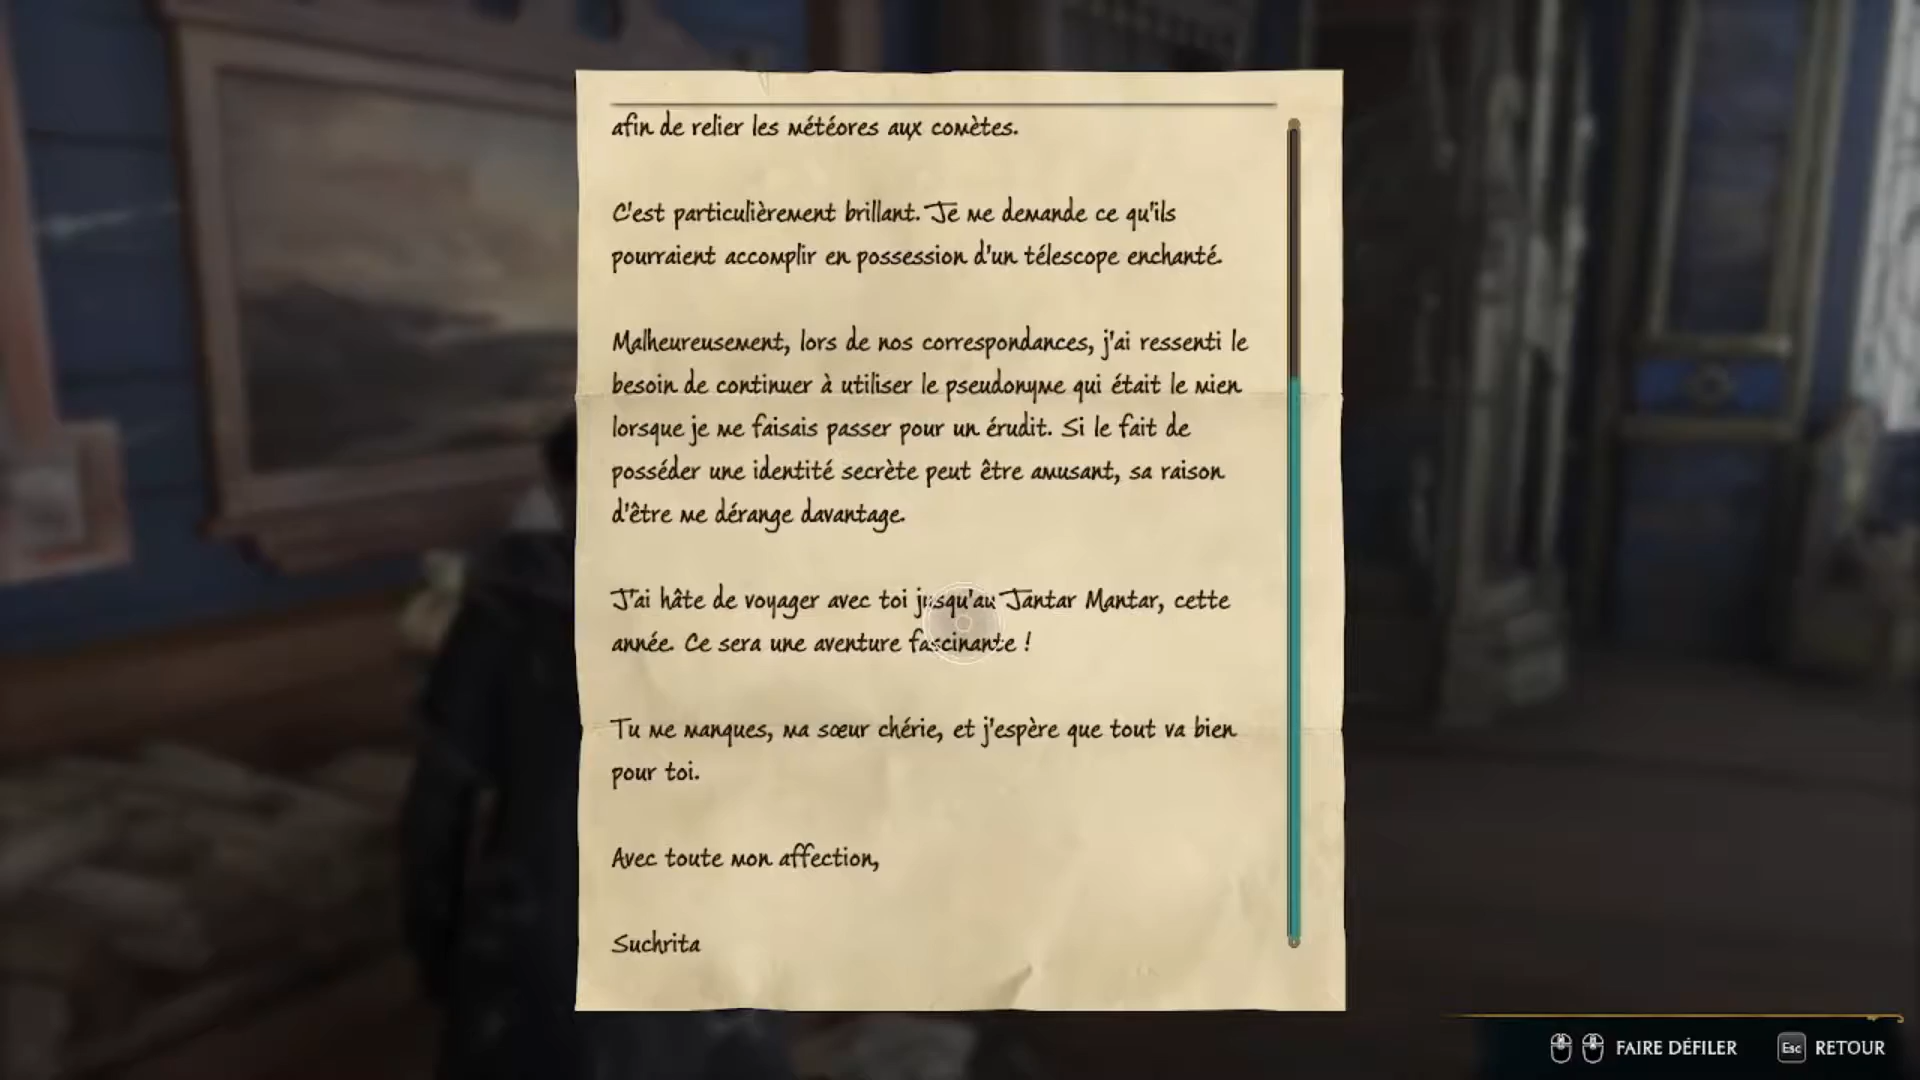 afin de relier les météores aux comètes.
C'est particulièrement brillant. Je me demande ce qu'ils
pourraient accomplir en possession d'un télescope enchanté.
Malheureusement, lors de nos correspondances, j'ai ressenti le
besoin de continuer à utiliser le pseudonyme qui était le mien
lorsque je me faisais passer pour un érudit. Si le fait de
posséder une identité secrète peut être amusant, sa raison
d'être me dérange davantage.
J'ai hâte de voyager avec toi jusqu'au Jantar Mantar, cette
année. Ce sera une aventure fascinante !
Tu me manques, ma sœur chérie, et j'espère que tout va bien
pour toi.
Avec toute mon affection,
Suchrita
FAIRE DÉFILER Esc RETOUR